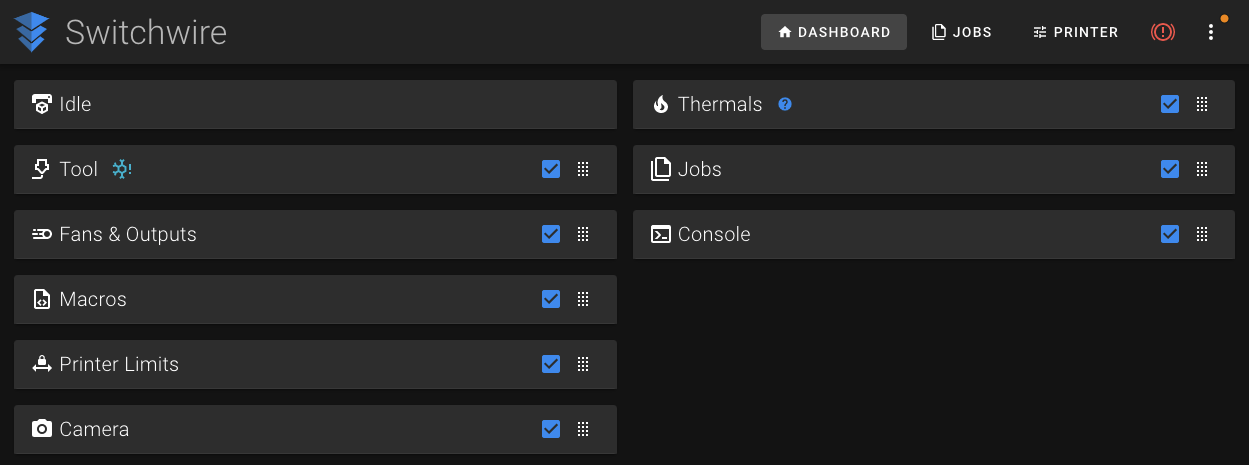 Switchwire
DASHBOARD
JOBS
PRINTER
Idle
Tool
Fans & Outputs
Macros
Printer Limits
Camera
Thermals
Jobs
Console